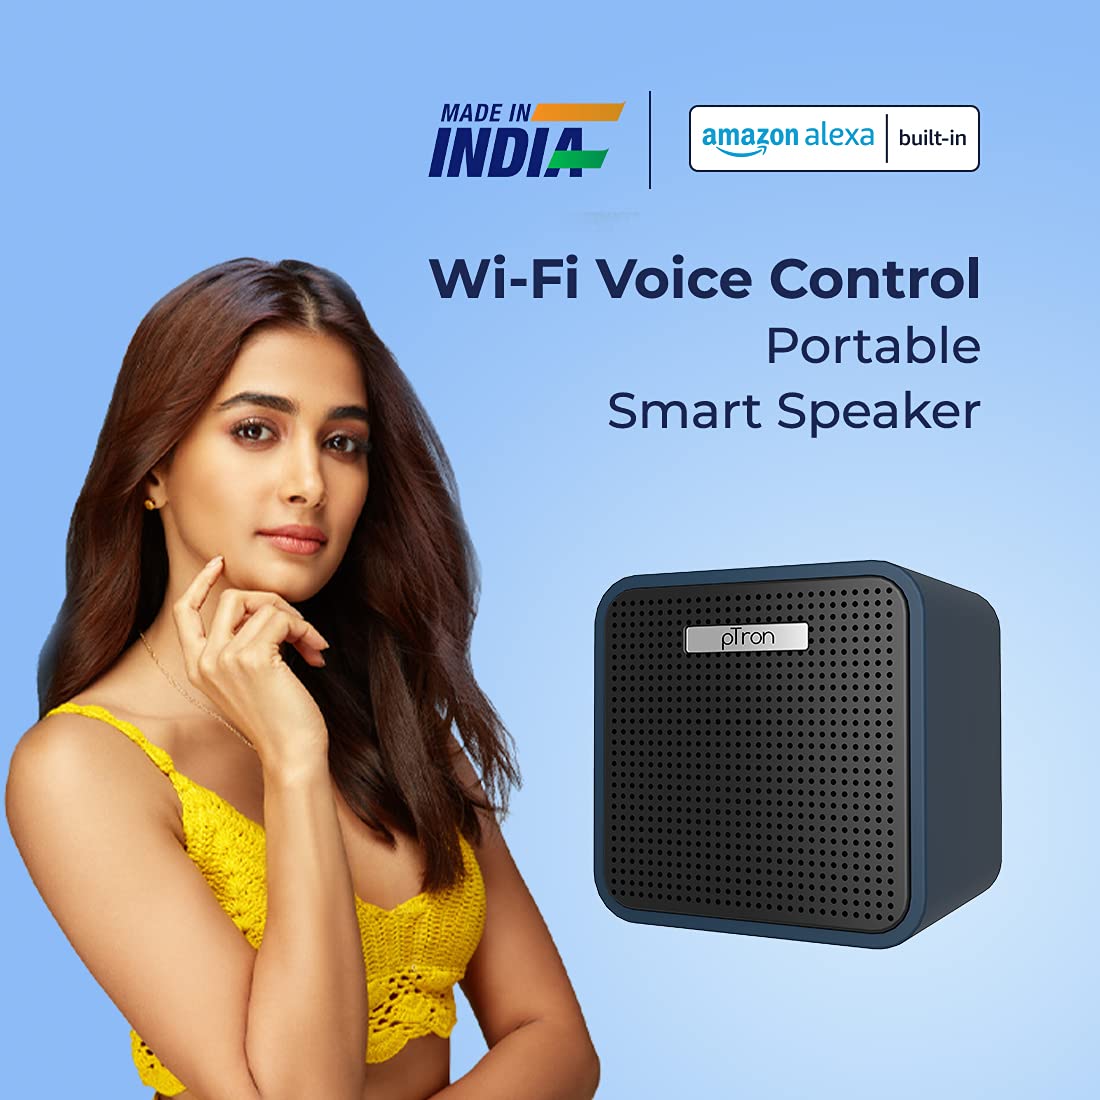 MADE IN
INDIA
amazon alexa | built-in
Wi-Fi Voice Control
Portable
Smart Speaker
pTron